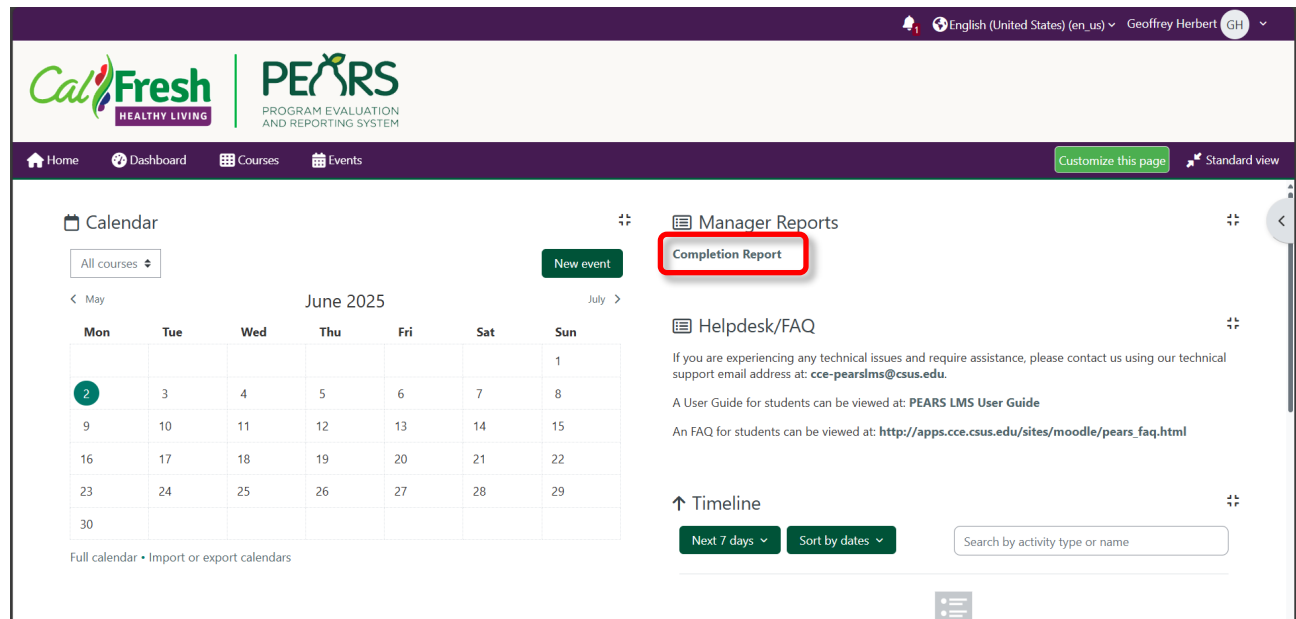 1
English (United States) (en_us)
Geoffrey Herbert
GH
CalFresh
HEALTHY LIVING
PEARS
PROGRAM EVALUATION
AND REPORTING SYSTEM
Home
Dashboard
Courses
Events
Customize this page
Standard view
Calendar
All courses
New event
May
June 2025
July
Mon Tue Wed Thu Fri Sat Sun
1
2 3 4 5 6 7 8
9 10 11 12 13 14 15
16 17 18 19 20 21 22
23 24 25 26 27 28 29
30
Full calendar • Import or export calendars
Manager Reports
Completion Report
Helpdesk/FAQ
If you are experiencing any technical issues and require assistance, please contact us using our technical
support email address at: cce-pearslms@csus.edu.
A User Guide for students can be viewed at: PEARS LMS User Guide
An FAQ for students can be viewed at: http://apps.cce.csus.edu/sites/moodle/pears_faq.html
Timeline
Next 7 days
Sort by dates
Search by activity type or name